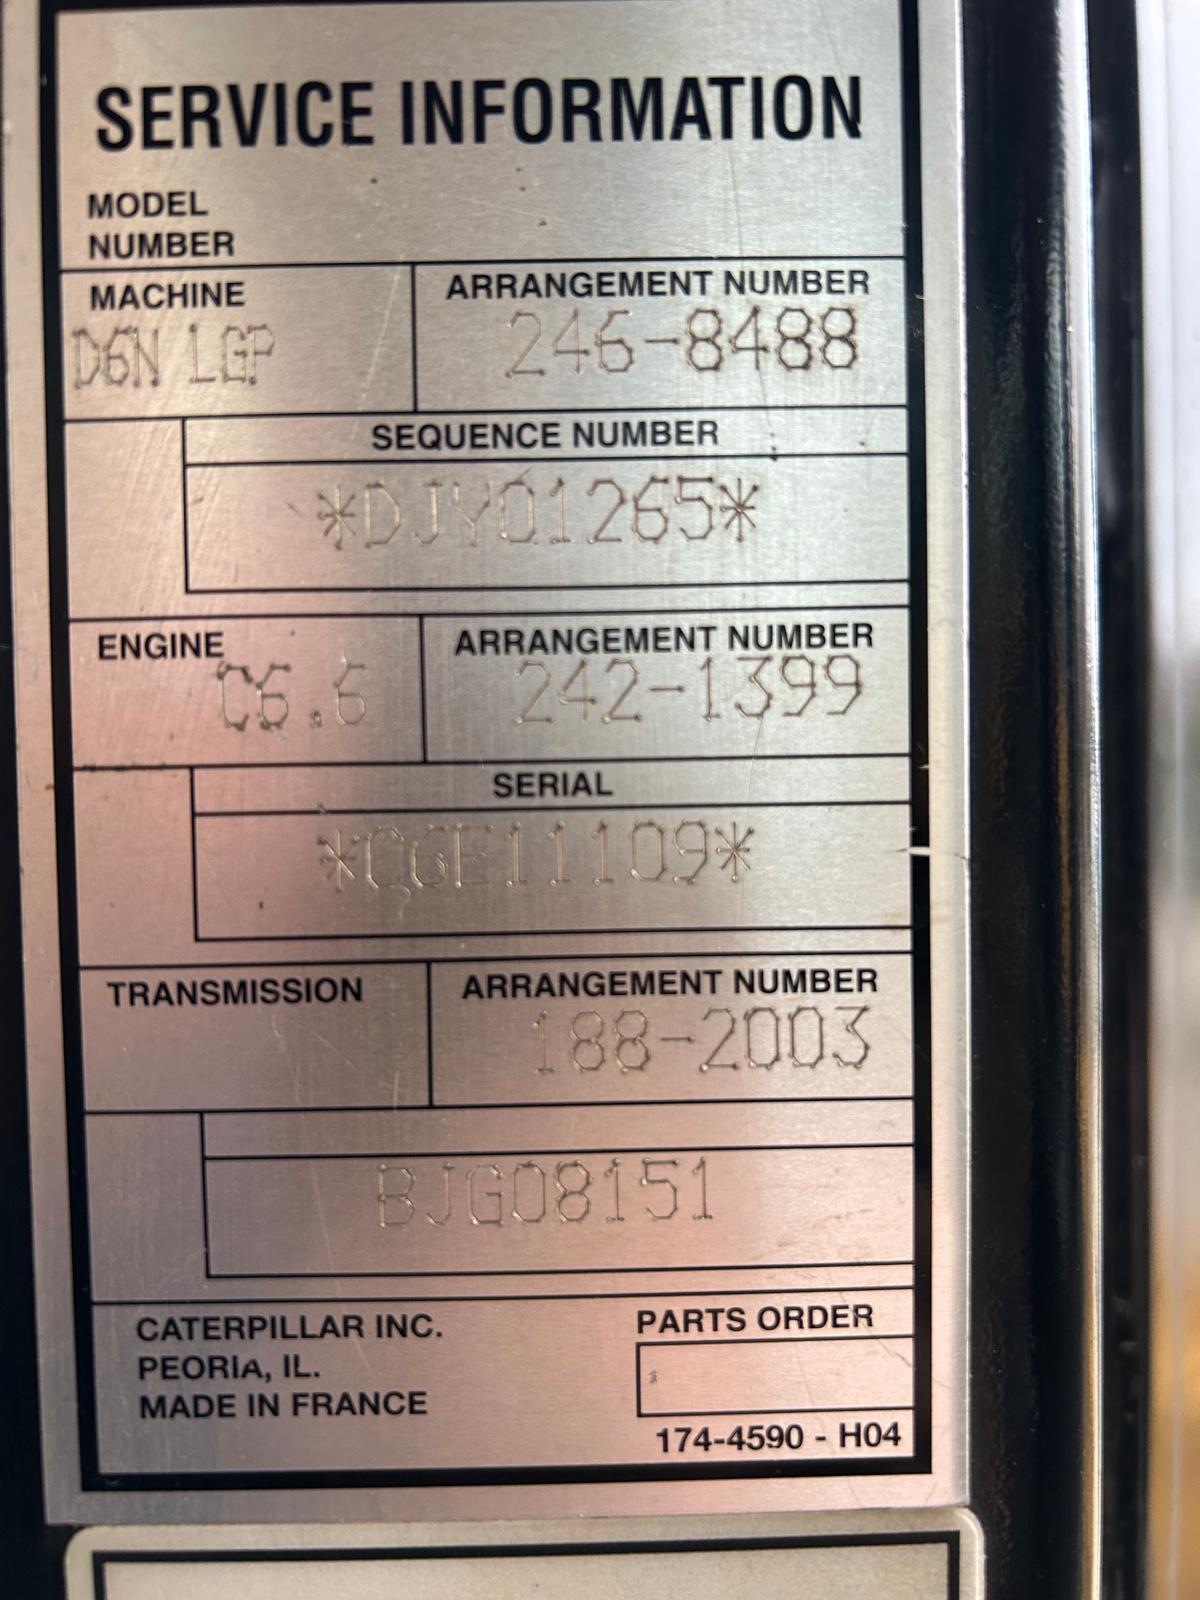 SERVICE INFORMATION
MODEL
NUMBER
MACHINE
ARRANGEMENT NUMBER
D6N LGP
246-8488
SEQUENCE NUMBER
*DJY01265*
ENGINE
ARRANGEMENT NUMBER
C6.6
242-1399
SERIAL
*C6E11109*
TRANSMISSION
ARRANGEMENT NUMBER
188-2003
BJG08151
CATERPILLAR INC.
PARTS ORDER
PEORIA, IL.
MADE IN FRANCE
174-4590 - H04